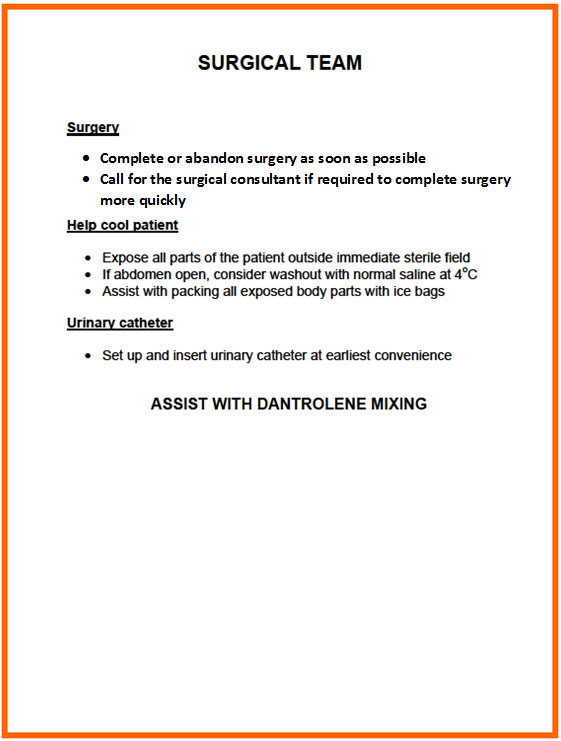 SURGICAL TEAM
Surgery
• Complete or abandon surgery as soon as possible
• Call for the surgical consultant if required to complete surgery
more quickly
Help cool patient
• Expose all parts of the patient outside immediate sterile field
• If abdomen open, consider washout with normal saline at 4°C
• Assist with packing all exposed body parts with ice bags
Urinary catheter
• Set up and insert urinary catheter at earliest convenience
ASSIST WITH DANTROLENE MIXING